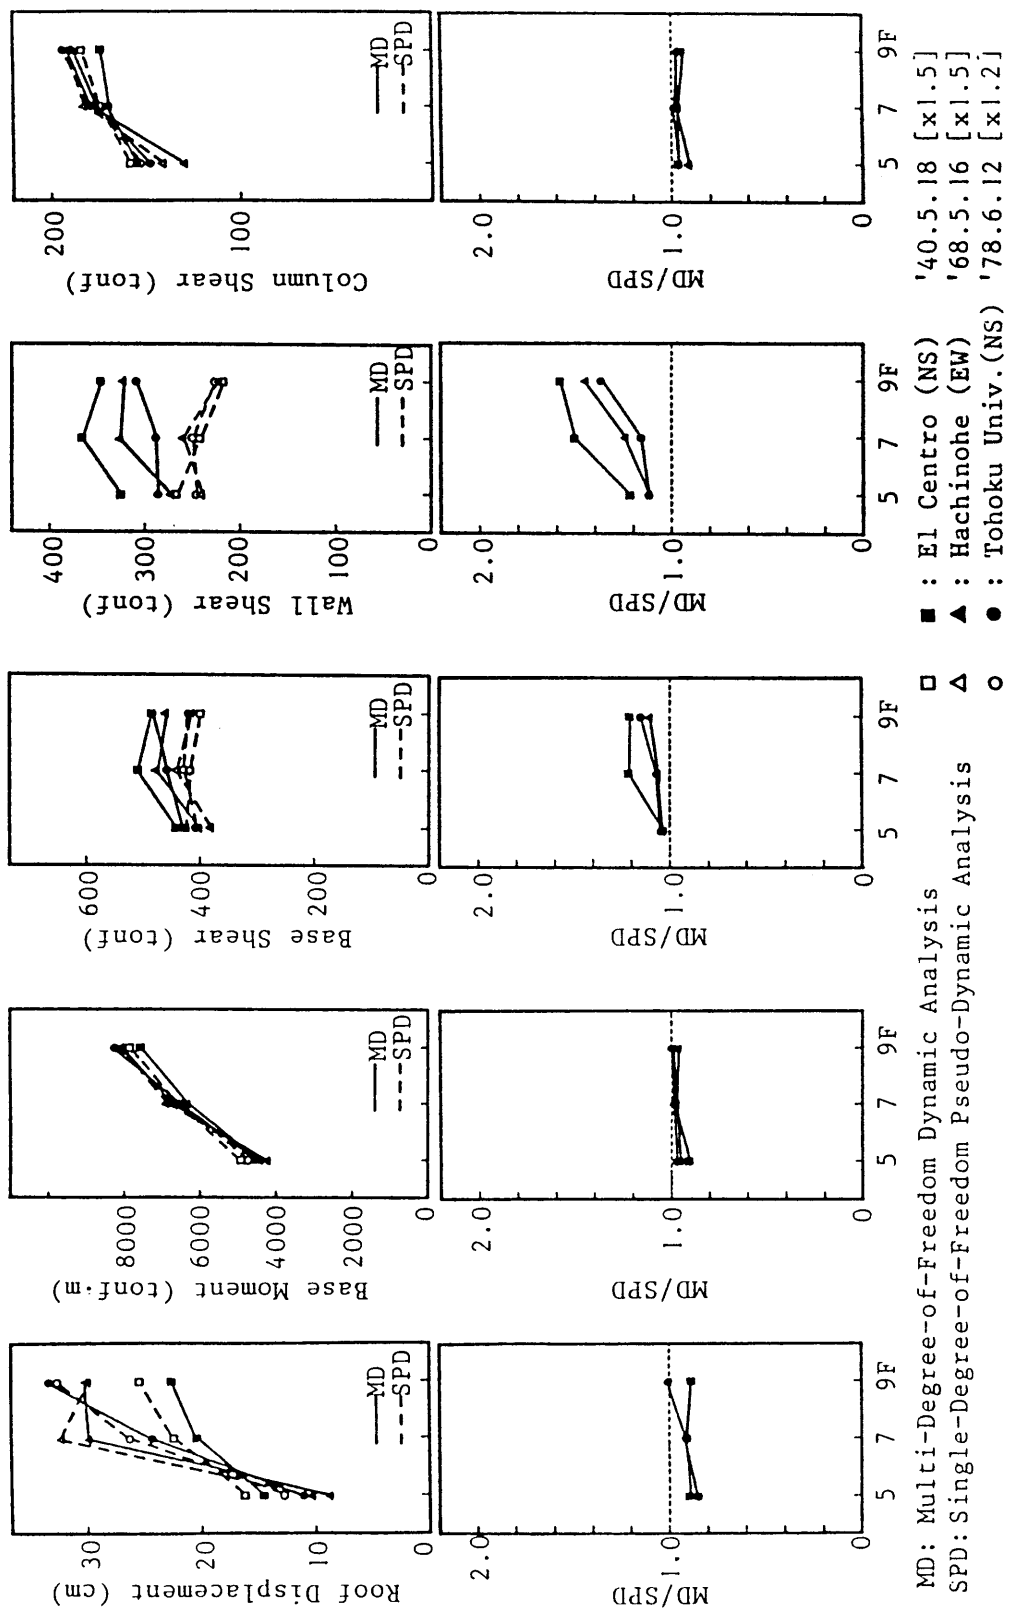 Roof Displacement (cm)
30
20
10
0
MD
SPD
Base Moment (tonf·m)
8000
6000
4000
2000
0
MD
SPD
Base Shear (tonf)
600
400
200
0
MD
SPD
Wall Shear (tonf)
400
300
200
100
0
MD
SPD
Column Shear (tonf)
200
100
MD
SPD
MD/SPD
2.0
1.0
0
5 7 9F
MD/SPD
2.0
1.0
0
5 7 9F
MD/SPD
2.0
1.0
0
5 7 9F
MD/SPD
2.0
1.0
0
5 7 9F
MD/SPD
2.0
1.0
0
5 7 9F
MD: Multi-Degree-of-Freedom Dynamic Analysis
SPD: Single-Degree-of-Freedom Pseudo-Dynamic Analysis
: El Centro (NS) '40.5.18 [x1.5]
: Hachinohe (EW) '68.5.16 [x1.5]
: Tohoku Univ.(NS) '78.6.12 [x1.2]